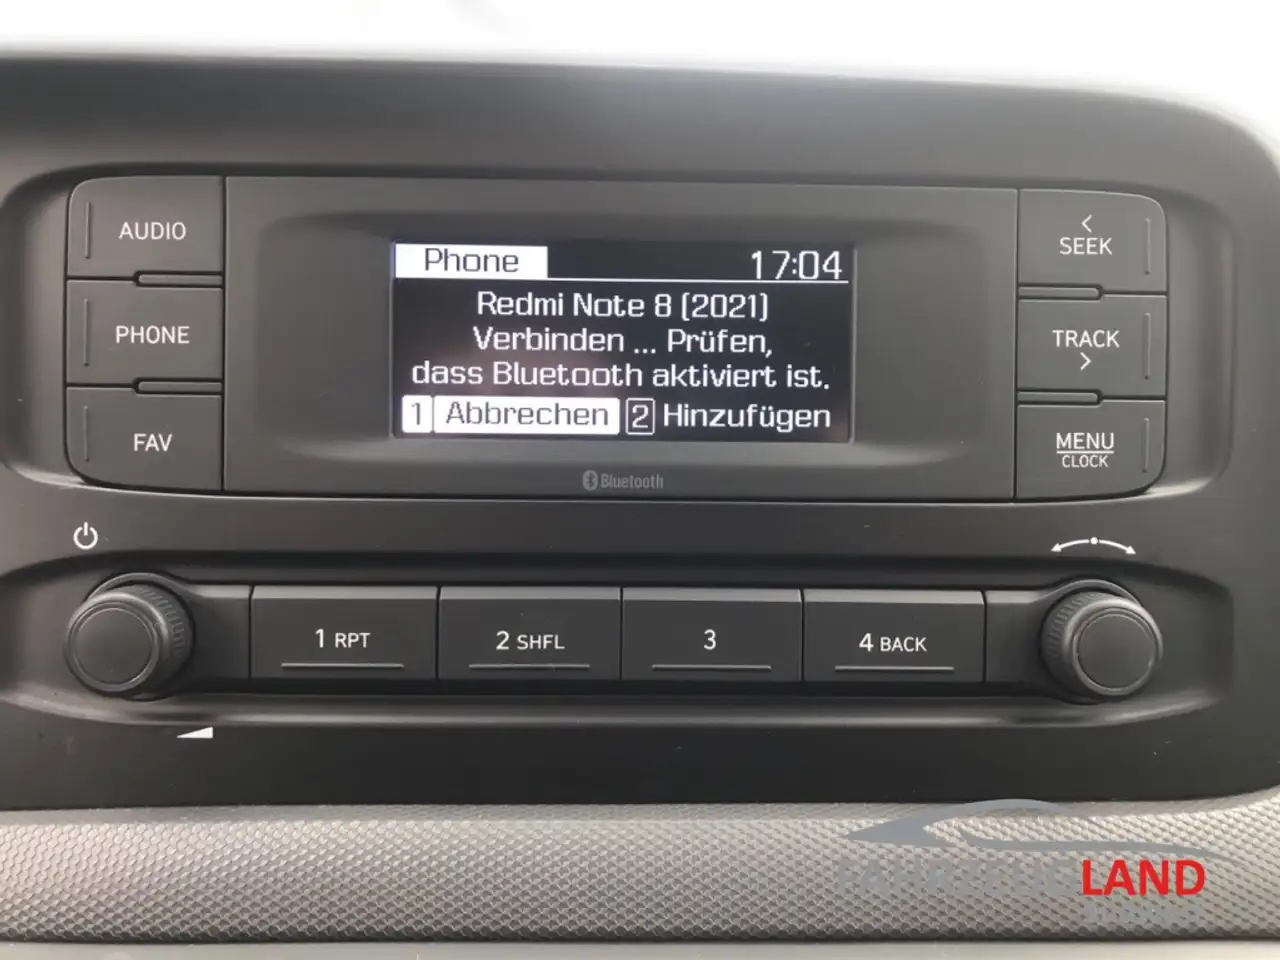 AUDIO
PHONE
FAV
Phone 17:04
Redmi Note 8 (2021)
Verbinden ... Prüfen,
dass Bluetooth aktiviert ist.
1 Abbrechen 2 Hinzufügen
Bluetooth
< SEEK
TRACK >
MENU
CLOCK
1 RPT
2 SHFL
3
4 BACK
FAHRZEUGLAND